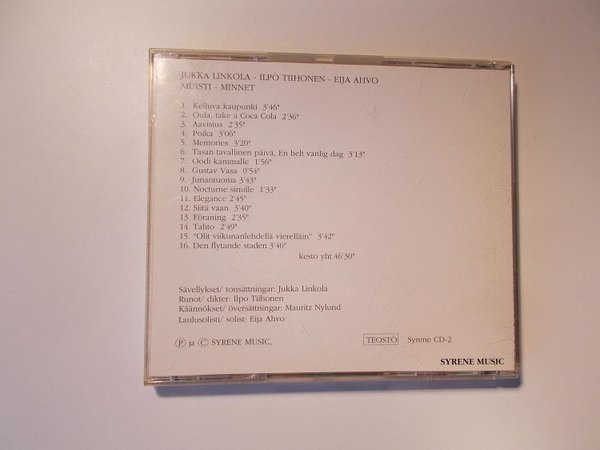 JUKKA LINKOLA - ILPO TIIHONEN - EIJA AHVO
MUISTI - MINNET
1. Kelluva kaupunki 3'46"
2. Oula, take a Coca Cola 2'36"
3. Aavistus 2'35"
4. Poika 3'06"
5. Memories 3'20"
6. Tasan tavallinen päivä, En helt vanlig dag 3'13"
7. Oodi kammalle 1'56"
8. Gustav Vasa 0'54"
9. Junantuoma 3'43"
10. Nocturne sinulle 1'33"
11. Elegance 2'45"
12. Siitä vaan 3'40"
13. Föraning 2'35"
14. Tahto 2'49"
15. "Olit viikunanlehdellä vierelläin" 3'42"
16. Den flytande staden 3'46"
kesto yht.46'30"
Sävellykset/ tonsättningar: Jukka Linkola
Runot/ dikter: Ilpo Tiihonen
Käännökset/ översättningar: Mauritz Nylund
Laulusolisti/ solist: Eija Ahvo
Ⓟ ja Ⓒ SYRENE MUSIC, TEOSTO Syrene CD-2
SYRENE MUSIC